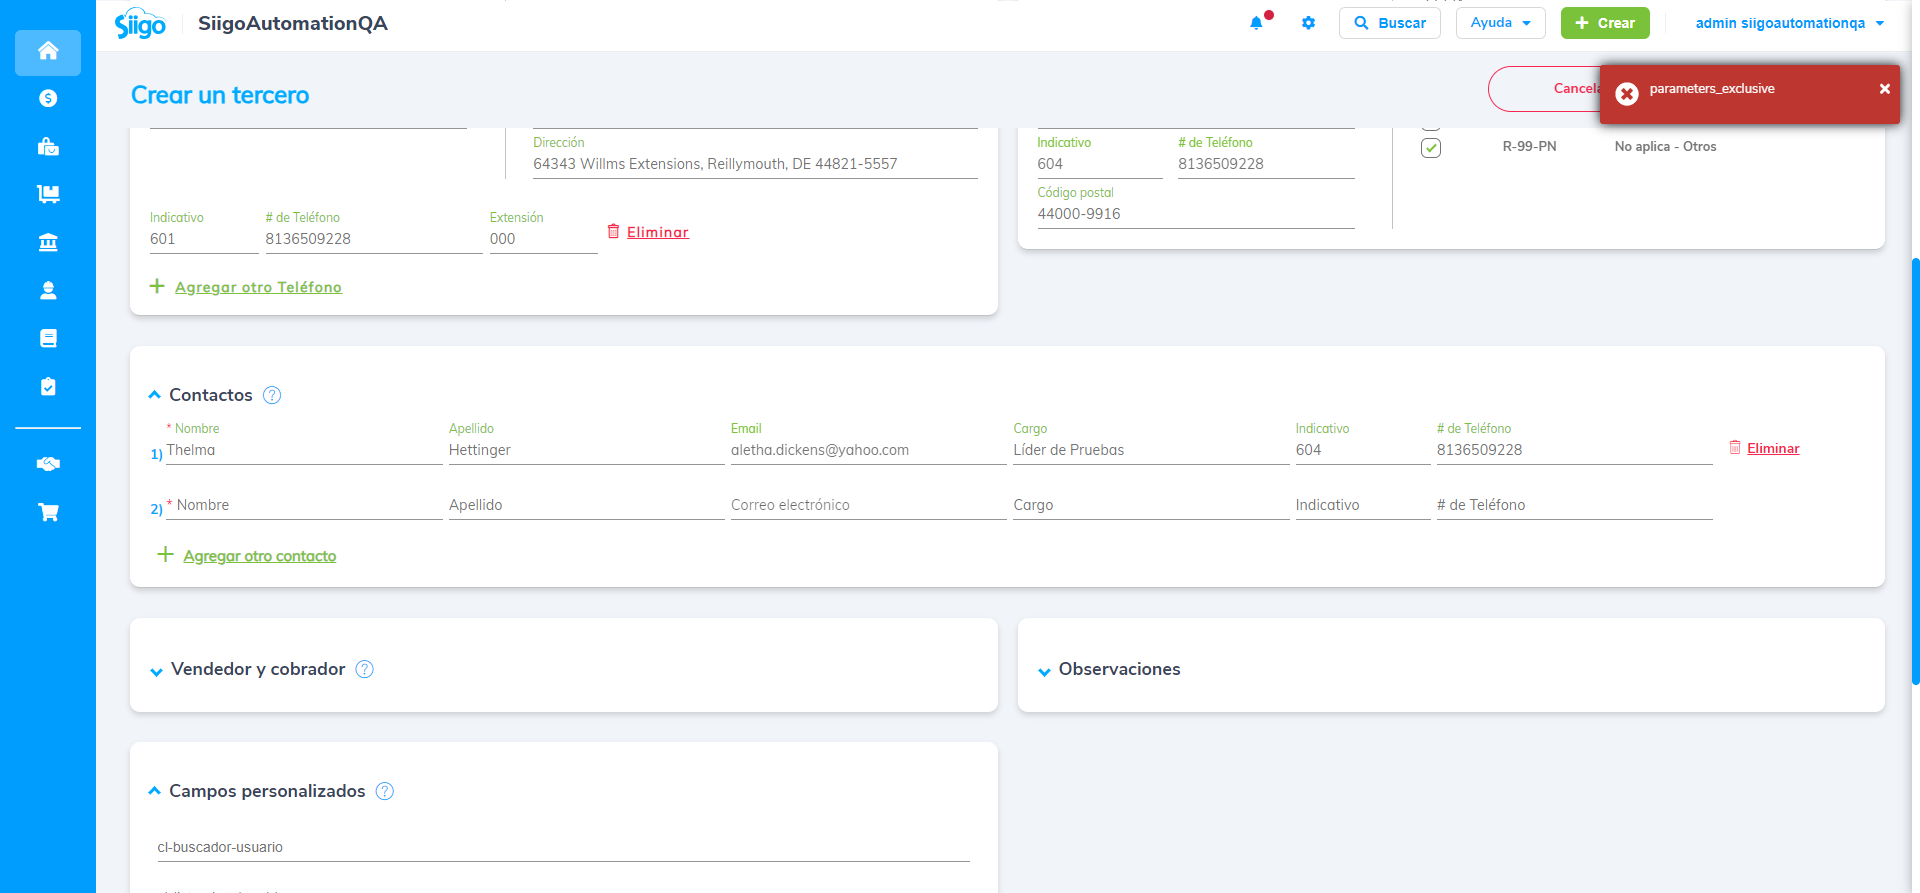 Siigo
SiigoAutomationQA
Buscar
Ayuda
Crear
admin siigoautomationqa
Crear un tercero
Cancela
parameters_exclusive
Dirección
64343 Willms Extensions, Reillymouth, DE 44821-5557
Indicativo
# de Teléfono
Extensión
601
8136509228
000
Eliminar
Agregar otro Teléfono
Indicativo
# de Teléfono
604
8136509228
Código postal
44000-9916
R-99-PN
No aplica - Otros
Contactos ?
* Nombre
Apellido
Email
Cargo
Indicativo
# de Teléfono
1) Thelma
Hettinger
aletha.dickens@yahoo.com
Líder de Pruebas
604
8136509228
Eliminar
2) * Nombre
Apellido
Correo electrónico
Cargo
Indicativo
# de Teléfono
Agregar otro contacto
Vendedor y cobrador ?
Observaciones
Campos personalizados ?
cl-buscador-usuario